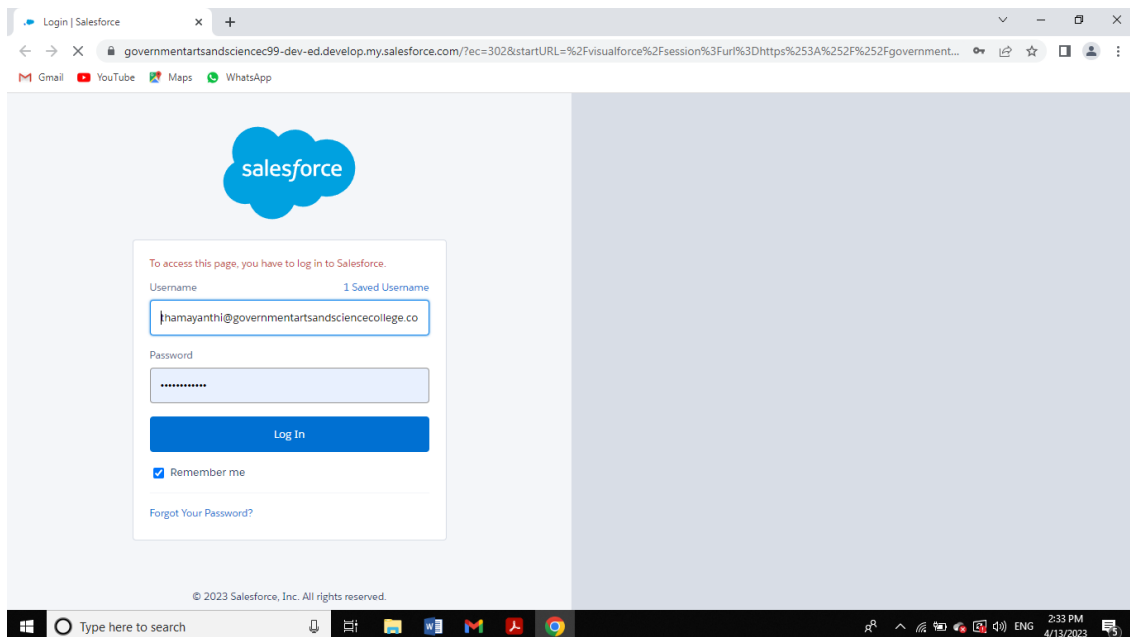 Login | Salesforce
governmentartsandsciencec99-dev-ed.develop.my.salesforce.com/?ec=302&startURL=%2Fvisualforce%2Fsession%3Furl%3Dhttps%253A%252F%252Fgovernment...
Gmail YouTube Maps WhatsApp
salesforce
To access this page, you have to log in to Salesforce.
Username 1 Saved Username
thamayanthi@governmentartsandsciencecollege.co
Password
Log In
Remember me
Forgot Your Password?
© 2023 Salesforce, Inc. All rights reserved.
Type here to search
ENG
2:33 PM
4/13/2023
5